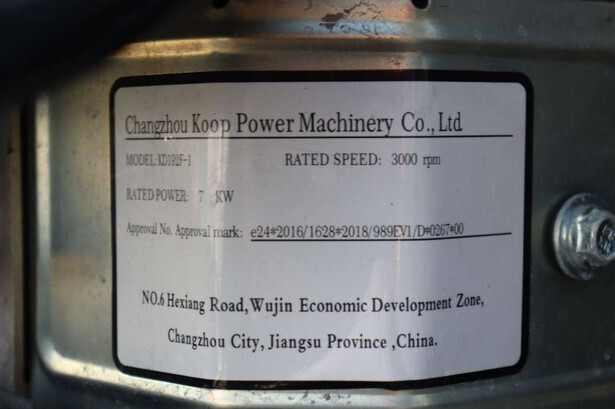 Changzhou Koop Power Machinery Co., Ltd
MODEL: KD192F-1 RATED SPEED: 3000 rpm
RATED POWER: 7 KW
Approval No. Approval mark: e24*2016/1628*2018/989EV1/D*0267*00
NO.6 Hexiang Road,Wujin Economic Development Zone,
Changzhou City, Jiangsu Province ,China.